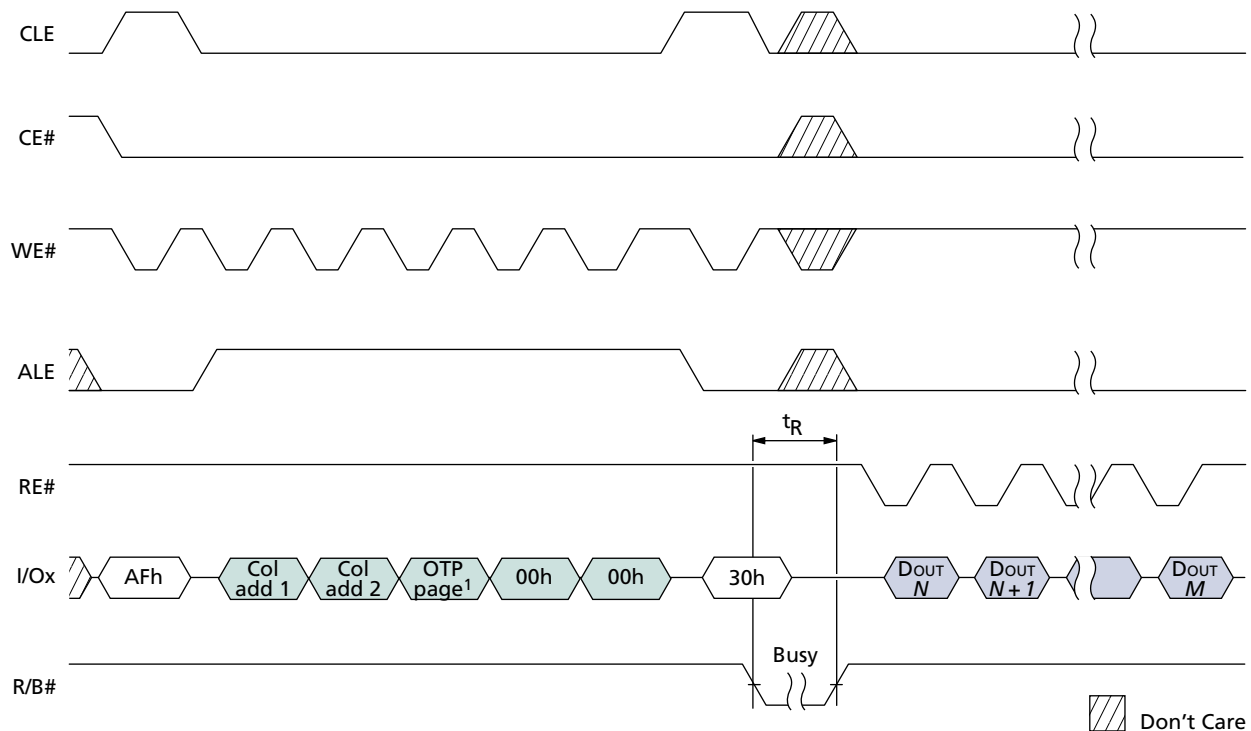 CLE
CE#
WE#
ALE
tR
RE#
I/Ox
AFh
Col
add 1
Col
add 2
OTP
page1
00h
00h
30h
DOUT
N
DOUT
N + 1
DOUT
M
Busy
R/B#
Don't Care